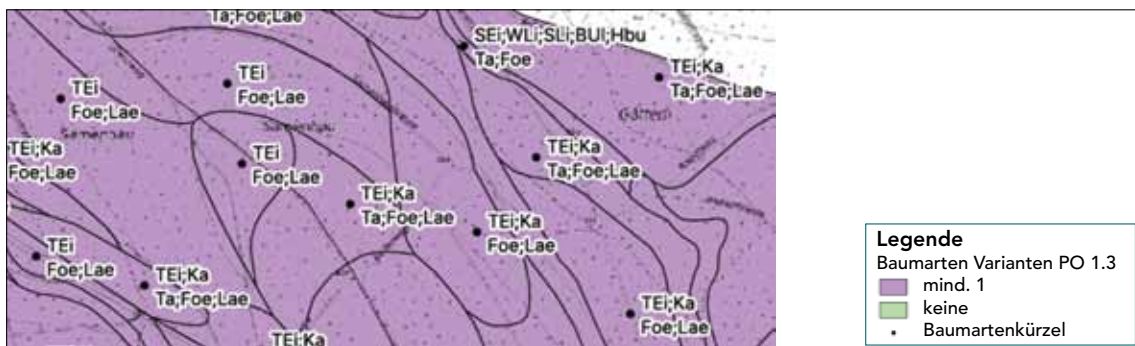 Ta;Foe;Lae
SEi;WLi;SLi;BUl;Hbu
Ta;Foe
TEi;Ka
Ta;Foe;Lae
TEi
Foe;Lae
TEi
Foe;Lae
TEi;Ka
Foe;Lae
TEi
Foe;Lae
TEi;Ka
Ta;Foe;Lae
TEi;Ka
Ta;Foe;Lae
TEi;Ka
Foe;Lae
TEi
Foe;Lae
TEi;Ka
Ta;Foe;Lae
TEi;Ka
Foe;Lae
TEi;Ka
Legende
Baumarten Varianten PO 1.3
mind. 1
keine
Baumartenkürzel